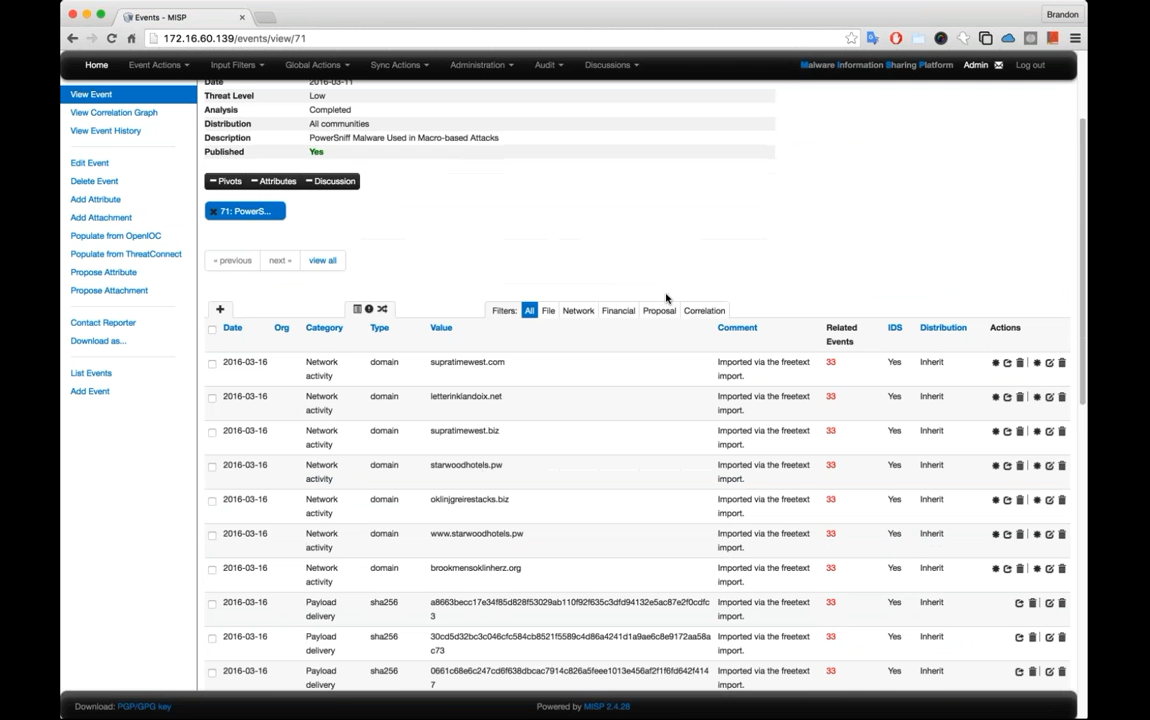 Events - MISP
Brandon
172.16.60.139/events/view/71
Home Event Actions Input Filters Global Actions Sync Actions Administration Audit Discussions Malware Information Sharing Platform Admin Log out
View Event
View Correlation Graph
View Event History
Edit Event
Delete Event
Add Attribute
Add Attachment
Populate from OpenIOC
Populate from ThreatConnect
Propose Attribute
Propose Attachment
Contact Reporter
Download as...
List Events
Add Event
Date 2016-03-11
Threat Level Low
Analysis Completed
Distribution All communities
Description PowerSniff Malware Used in Macro-based Attacks
Published Yes
Pivots Attributes Discussion
71: PowerS...
« previous next » view all
Filters: All File Network Financial Proposal Correlation
Date Org Category Type Value Comment Related Events IDS Distribution Actions
2016-03-16 Network activity domain supratimewest.com Imported via the freetext import. 33 Yes Inherit
2016-03-16 Network activity domain letterinklandoix.net Imported via the freetext import. 33 Yes Inherit
2016-03-16 Network activity domain supratimewest.biz Imported via the freetext import. 33 Yes Inherit
2016-03-16 Network activity domain starwoodhotels.pw Imported via the freetext import. 33 Yes Inherit
2016-03-16 Network activity domain oklinjgreirestacks.biz Imported via the freetext import. 33 Yes Inherit
2016-03-16 Network activity domain www.starwoodhotels.pw Imported via the freetext import. 33 Yes Inherit
2016-03-16 Network activity domain brookmensoklinherz.org Imported via the freetext import. 33 Yes Inherit
2016-03-16 Payload delivery sha256 a8663becc17e34f85d828f53029ab110f92f635c3dfd94132e5ac87e2f0cdfc3 Imported via the freetext import. 33 Yes Inherit
2016-03-16 Payload delivery sha256 30cd5d32bc3c046cfc584cb8521f5589c4d86a4241d1a9ae6c8e9172aa58ac73 Imported via the freetext import. 33 Yes Inherit
2016-03-16 Payload delivery sha256 0661c68e6c247cd6f638dbcac7914c826a5feee1013e456af2f1f6fd642f4147 Imported via the freetext import. 33 Yes Inherit
Download: PGP/GPG key Powered by MISP 2.4.28